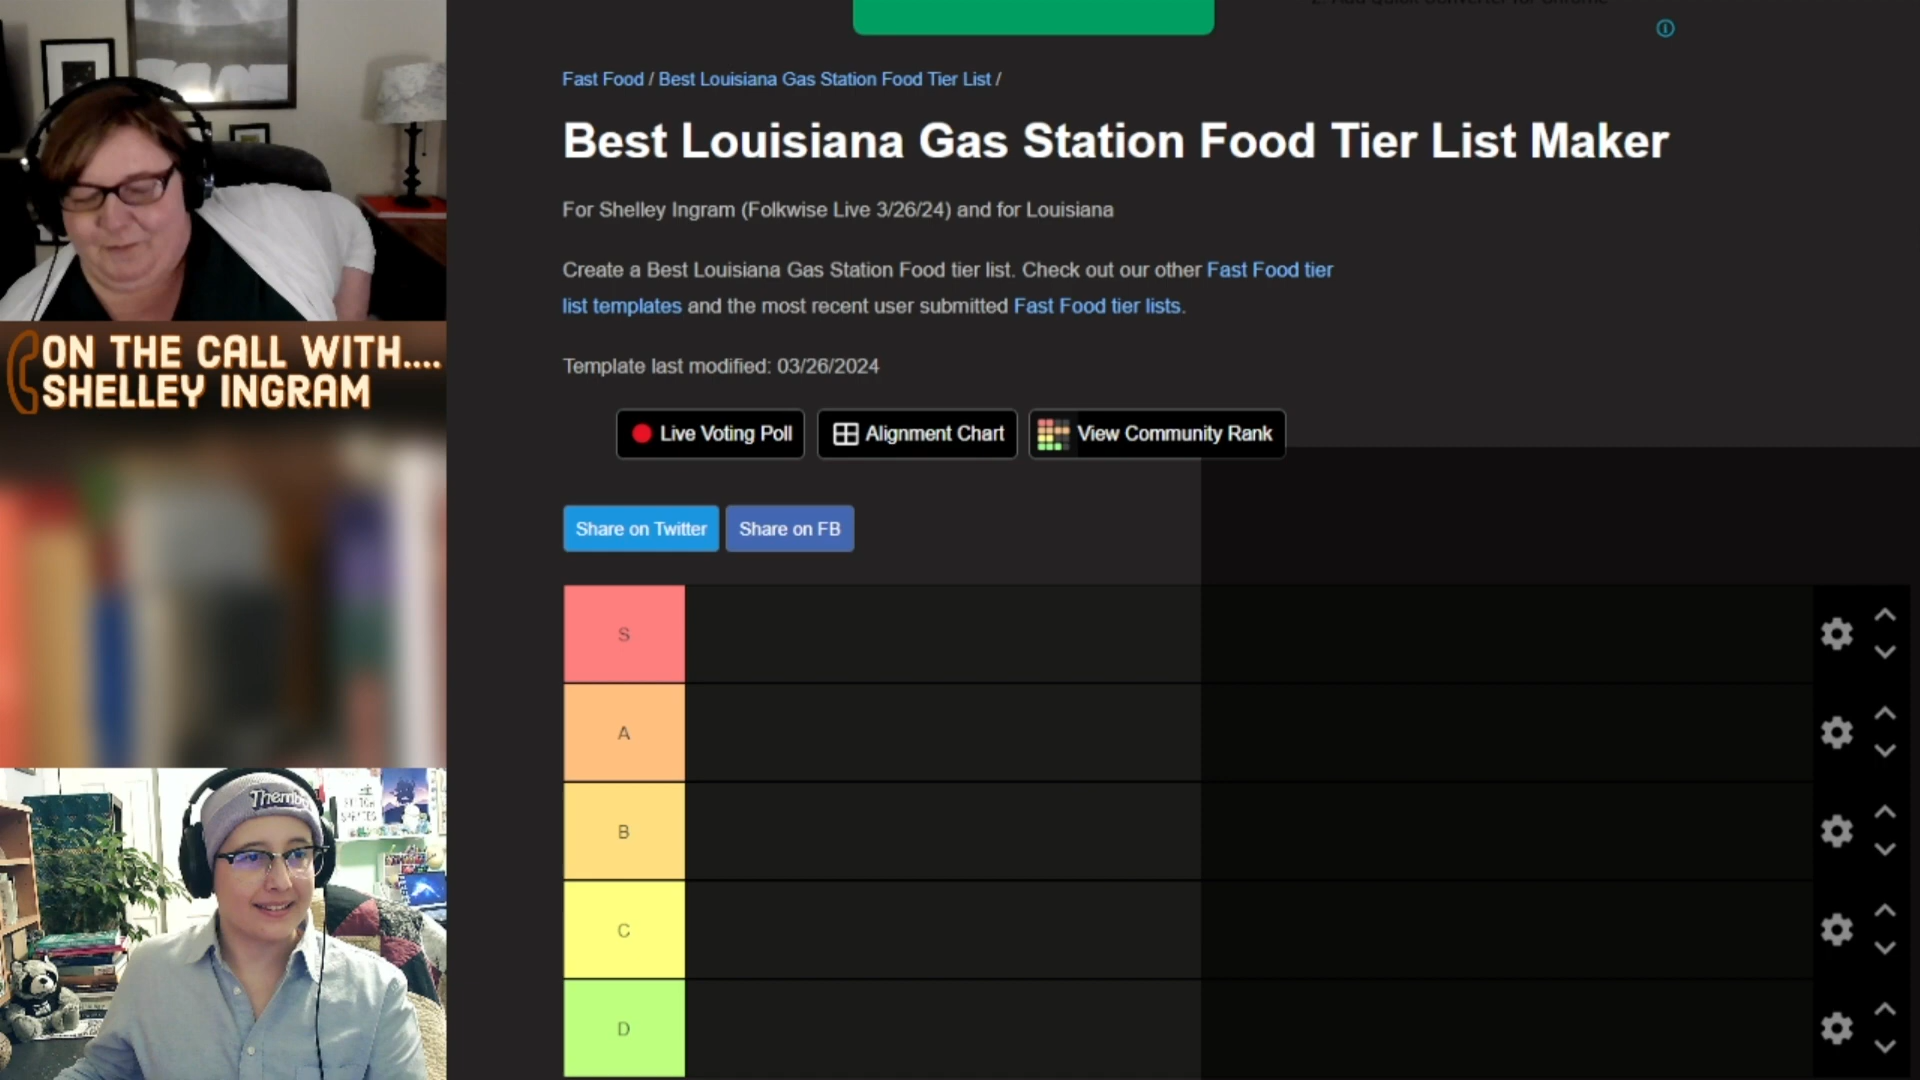 Fast Food / Best Louisiana Gas Station Food Tier List /
Best Louisiana Gas Station Food Tier List Maker
For Shelley Ingram (Folkwise Live 3/26/24) and for Louisiana
Create a Best Louisiana Gas Station Food tier list. Check out our other Fast Food tier
list templates and the most recent user submitted Fast Food tier lists.
Template last modified: 03/26/2024
Live Voting Poll
Alignment Chart
View Community Rank
Share on Twitter
Share on FB
S
A
B
C
D
ON THE CALL WITH....
SHELLEY INGRAM